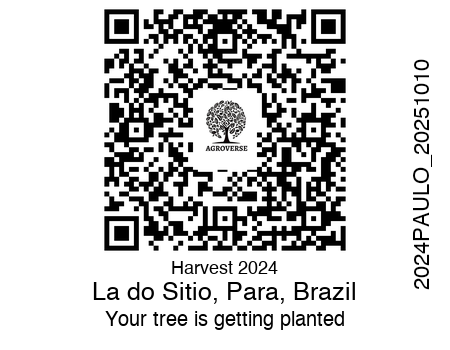 AGROVERSE
Harvest 2024
La do Sitio, Para, Brazil
Your tree is getting planted
2024PAULO_20251010